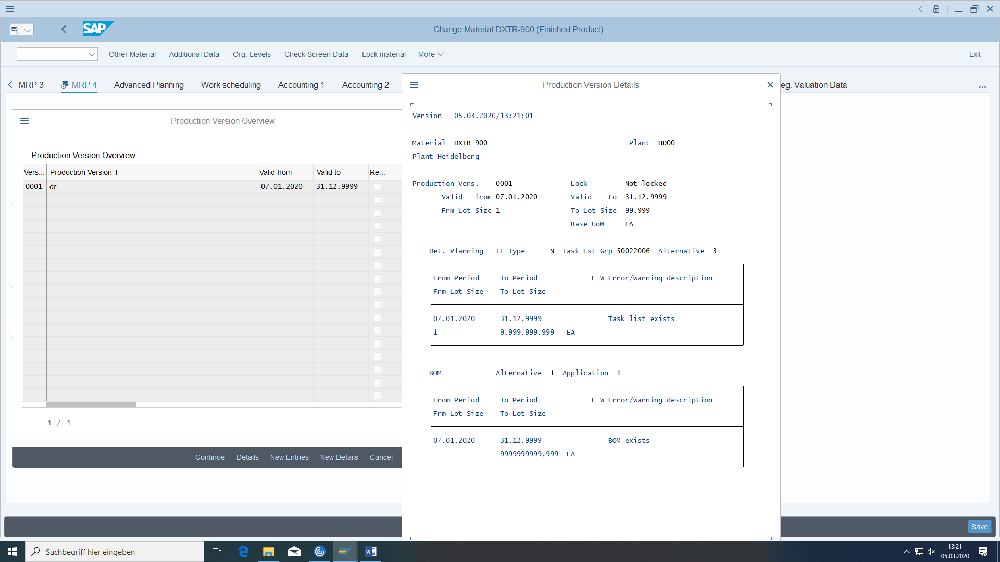 SAP
Change Material DXTR-900 (Finished Product)
Other Material Additional Data Org. Levels Check Screen Data Lock material More Exit
MRP 3 MRP 4 Advanced Planning Work scheduling Accounting 1 Accounting 2 eg. Valuation Data
Production Version Overview
Production Version Overview
Vers... Production Version T Valid from Valid to Re...
0001 dr 07.01.2020 31.12.9999
1 / 1
Continue Details New Entries New Details Cancel
Production Version Details
Version 05.03.2020/13:21:01
Material DXTR-900 Plant HD00
Plant Heidelberg
Production Vers. 0001 Lock Not locked
Valid from 07.01.2020 Valid to 31.12.9999
Frm Lot Size 1 To Lot Size 99.999
Base UoM EA
Det. Planning TL Type N Task Lst Grp 50022006 Alternative 3
From Period To Period E W Error/warning description
Frm Lot Size To Lot Size
07.01.2020 31.12.9999 Task list exists
1 9.999.999.999 EA
BOM Alternative 1 Application 1
From Period To Period E W Error/warning description
Frm Lot Size To Lot Size
07.01.2020 31.12.9999 BOM exists
9999999999,999 EA
Save
Suchbegriff hier eingeben
13:21
05.03.2020